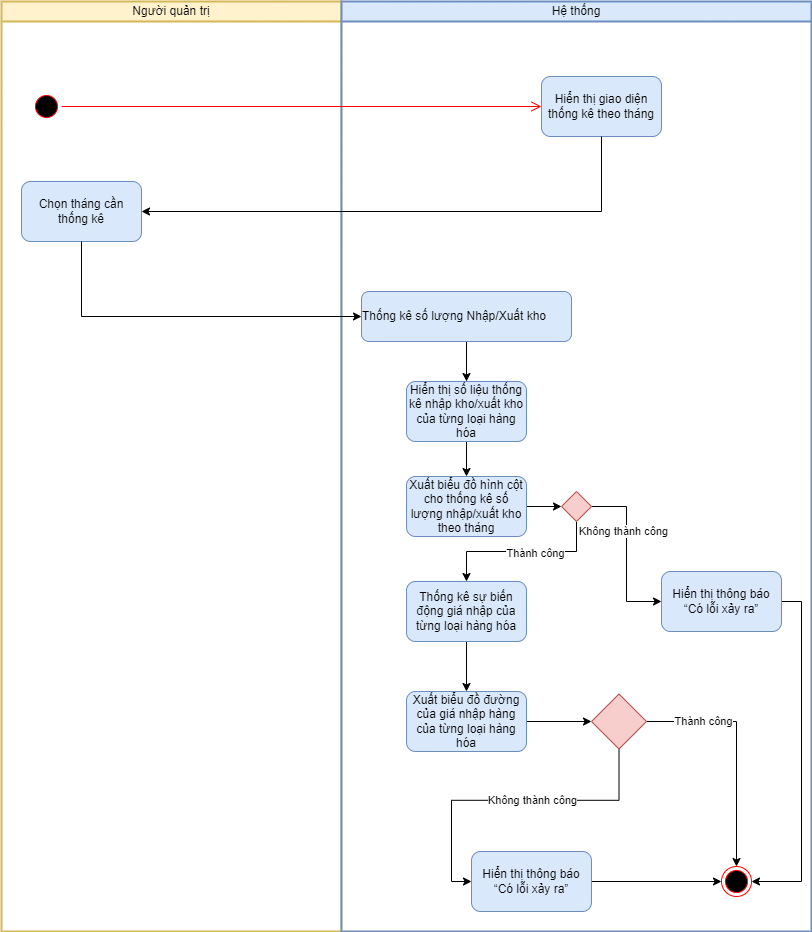 Người quản trị
Hệ thống
Hiển thị giao diện
thống kê theo tháng
Chọn tháng cần
thống kê
Thống kê số lượng Nhập/Xuất kho
Hiển thị số liệu thống
kê nhập kho/xuất kho
của từng loại hàng
hóa
Xuất biểu đồ hình cột
cho thống kê số
lượng nhập/xuất kho
theo tháng
Không thành công
Thành công
Thống kê sự biến
động giá nhập của
từng loại hàng hóa
Hiển thị thông báo
“Có lỗi xảy ra”
Xuất biểu đồ đường
của giá nhập hàng
của từng loại hàng
hóa
Thành công
Không thành công
Hiển thị thông báo
“Có lỗi xảy ra”